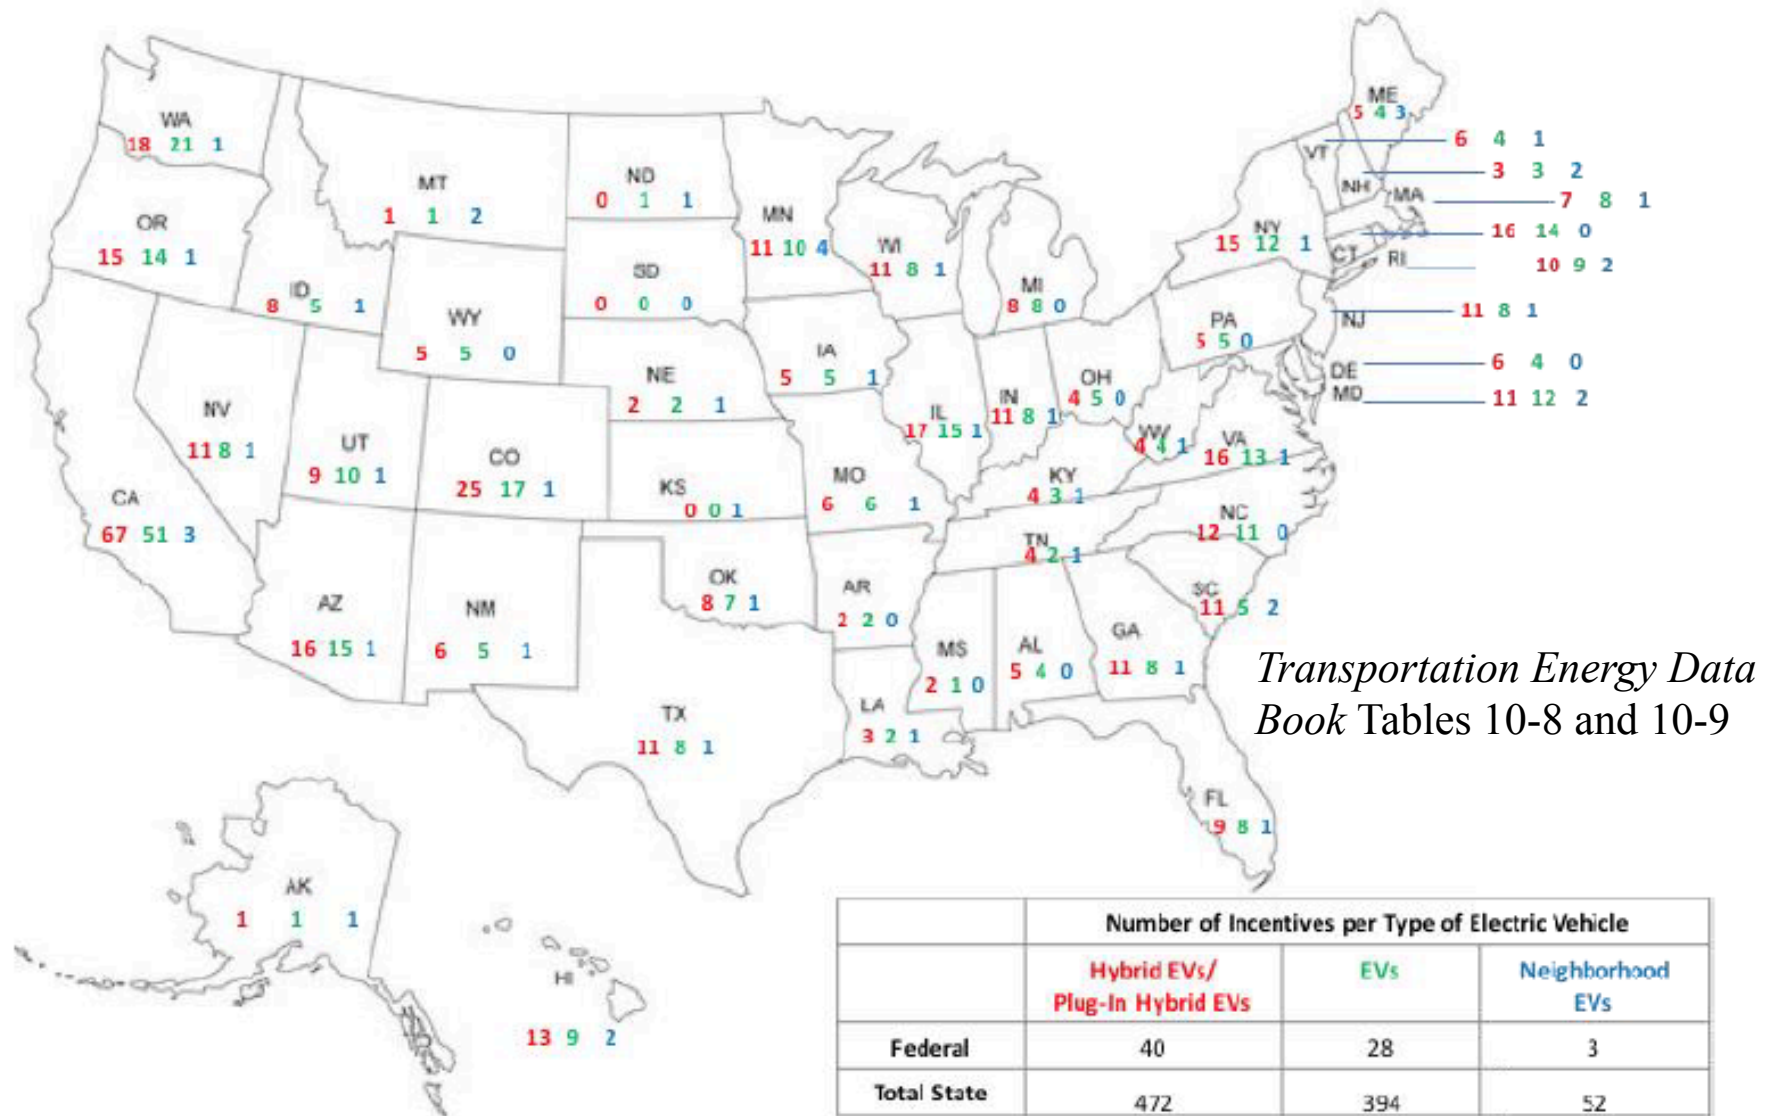 ME
5 4 3
WA
18 21 1
6 4 1
VT
3 3 2
NH
MA
7 8 1
MT
1 1 2
ND
0 1 1
MN
11 10 4
OR
15 14 1
NY
15 12 1
16 14 0
CT
RI
10 9 2
WI
11 8 1
SD
0 0 0
MI
8 8 0
ID
8 5 1
WY
5 5 0
11 8 1
NJ
PA
5 5 0
IA
5 5 1
DE
6 4 0
MD
11 12 2
NE
2 2 1
OH
4 5 0
IN
11 8 1
IL
17 15 1
NV
11 8 1
UT
9 10 1
CO
25 17 1
WV
4 4 1
VA
16 13 1
KS
0 0 1
MO
6 6 1
KY
4 3 1
CA
67 51 3
NC
12 11 0
TN
4 2 1
OK
8 7 1
AR
2 2 0
SC
11 5 2
AZ
16 15 1
NM
6 5 1
MS
2 1 0
AL
5 4 0
GA
11 8 1
Transportation Energy Data
Book Tables 10-8 and 10-9
TX
11 8 1
LA
3 2 1
FL
9 8 1
AK
1 1 1
HI
13 9 2
Number of Incentives per Type of Electric Vehicle
Hybrid EVs/ EVs Neighborhood
Plug-In Hybrid EVs EVs
Federal 40 28 3
Total State 472 394 52